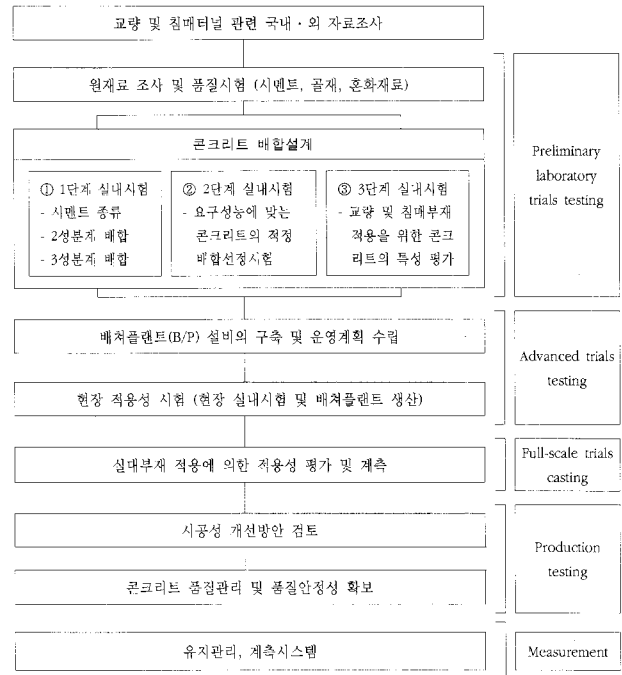 교량 및 침매터널 관련 국내·외 자료조사
원재료 조사 및 품질시험 (시멘트, 골재, 혼화재료)
콘크리트 배합설계
① 1단계 실내시험
- 시멘트 종류
- 2성분계 배합
- 3성분계 배합
② 2단계 실내시험
- 요구성능에 맞는
콘크리트의 적정
배합선정시험
③ 3단계 실내시험
- 교량 및 침매부재
적용을 위한 콘크
리트의 특성 평가
Preliminary
laboratory
trials testing
배쳐플랜트(B/P) 설비의 구축 및 운영계획 수립
현장 적용성 시험 (현장 실내시험 및 배쳐플랜트 생산)
Advanced trials
testing
실대부재 적용에 의한 적용성 평가 및 계측
Full-scale trials
casting
시공성 개선방안 검토
콘크리트 품질관리 및 품질안정성 확보
Production
testing
유지관리, 계측시스템
Measurement